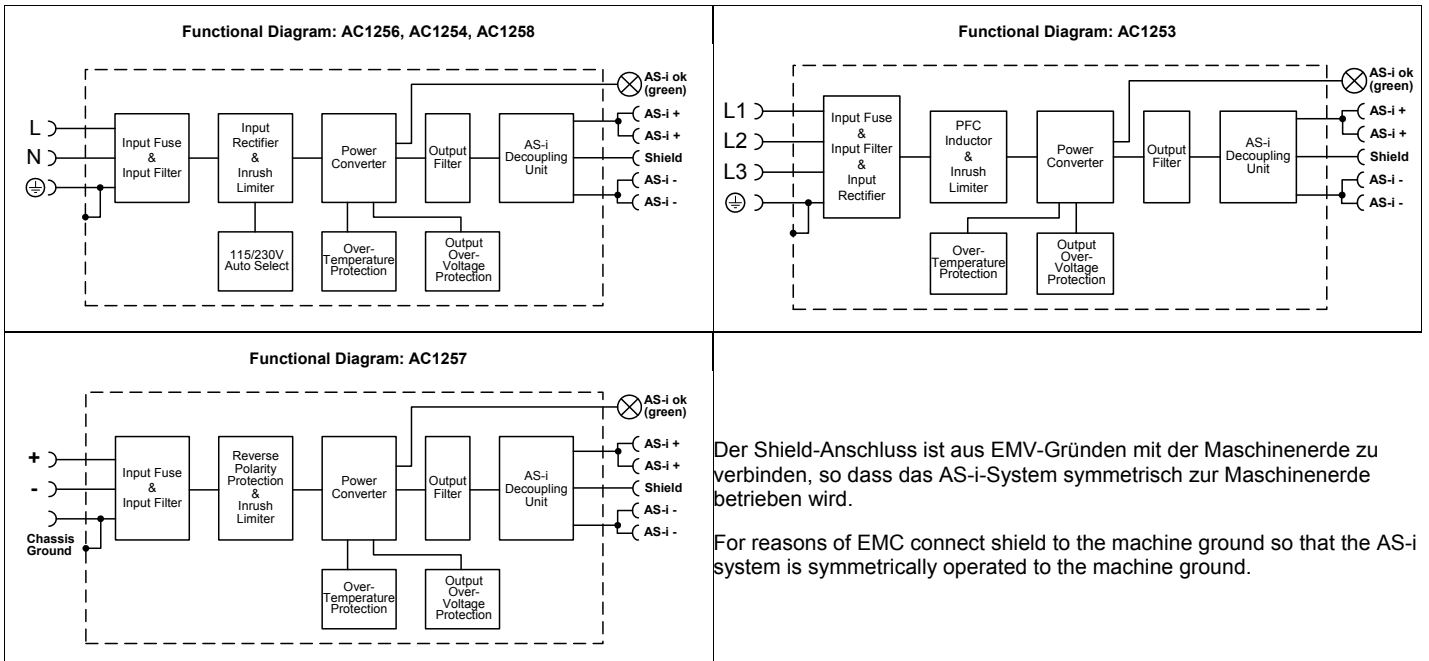 Functional Diagram: AC1256, AC1254, AC1258
L
N
Input Fuse
&
Input Filter
Input
Rectifier
&
Inrush
Limiter
Power
Converter
Output
Filter
AS-i
Decoupling
Unit
AS-i ok
(green)
AS-i +
AS-i +
Shield
AS-i -
AS-i -
115/230V
Auto Select
Over-
Temperature
Protection
Output
Over-
Voltage
Protection
Functional Diagram: AC1253
L1
L2
L3
Input Fuse
&
Input Filter
&
Input
Rectifier
PFC
Inductor
&
Inrush
Limiter
Power
Converter
Output
Filter
AS-i
Decoupling
Unit
AS-i ok
(green)
AS-i +
AS-i +
Shield
AS-i -
AS-i -
Over-
Temperature
Protection
Output
Over-
Voltage
Protection
Functional Diagram: AC1257
+
-
Chassis
Ground
Input Fuse
&
Input Filter
Reverse
Polarity
Protection
&
Inrush
Limiter
Power
Converter
Output
Filter
AS-i
Decoupling
Unit
AS-i ok
(green)
AS-i +
AS-i +
Shield
AS-i -
AS-i -
Over-
Temperature
Protection
Output
Over-
Voltage
Protection
Der Shield-Anschluss ist aus EMV-Gründen mit der Maschinenerde zu
verbinden, so dass das AS-i-System symmetrisch zur Maschinenerde
betrieben wird.
For reasons of EMC connect shield to the machine ground so that the AS-i
system is symmetrically operated to the machine ground.